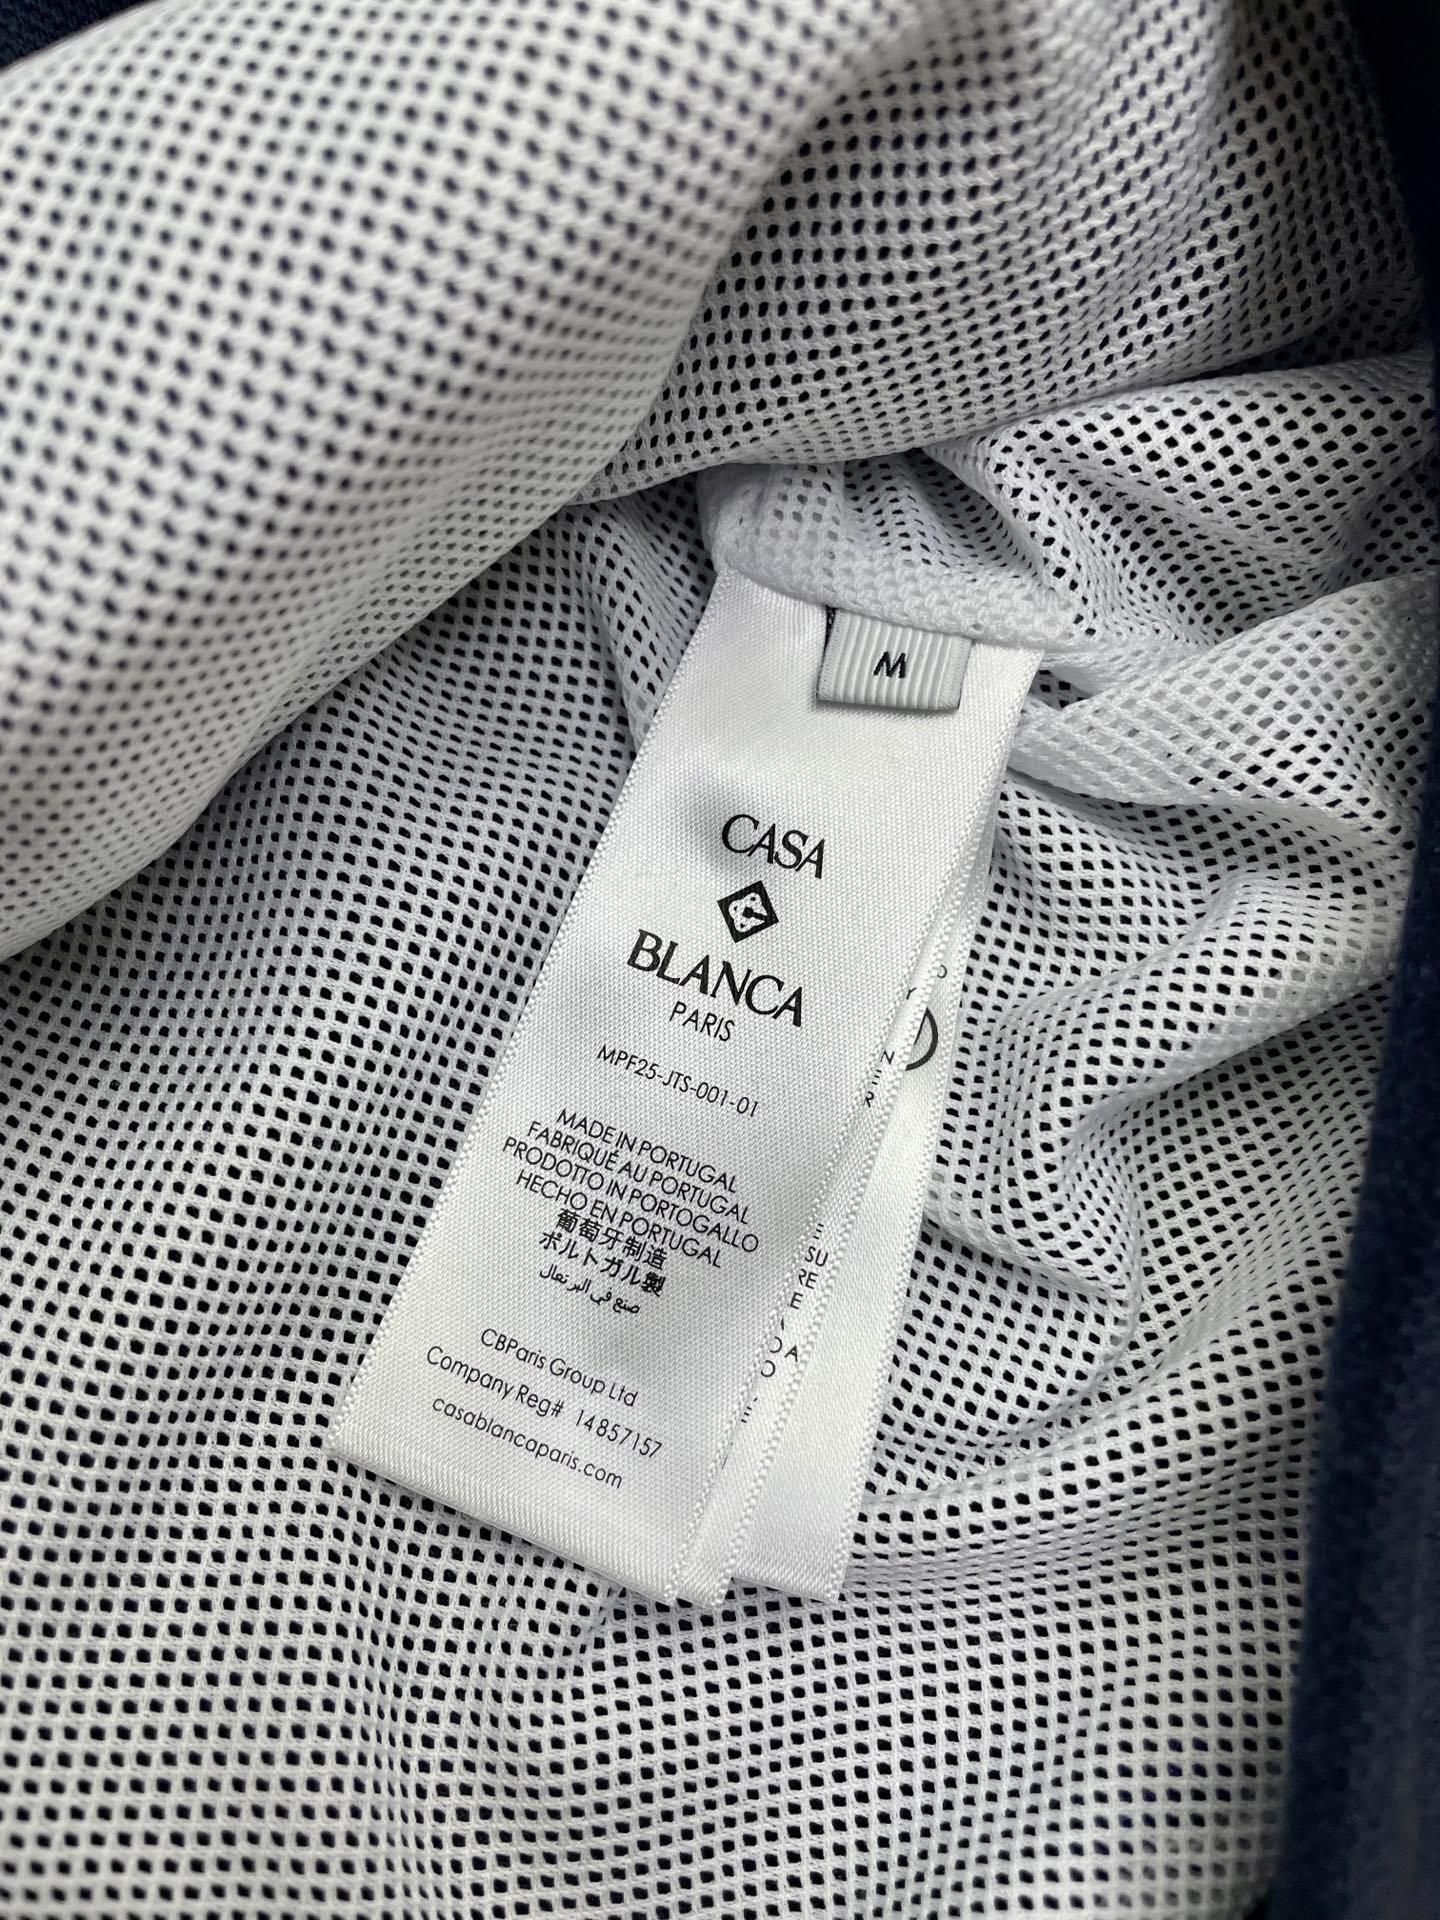 M
CASA
BLANCA
PARIS
MPF25-JTS-001-01
MADE IN PORTUGAL
FABRIQUÉ AU PORTUGAL
PRODOTTO IN PORTOGALLO
HECHO EN PORTUGAL
葡萄牙制造
ポルトガル製
صنع في البرتغال
CBParis Group Ltd
Company Reg# 14857157
casablancaparis.com